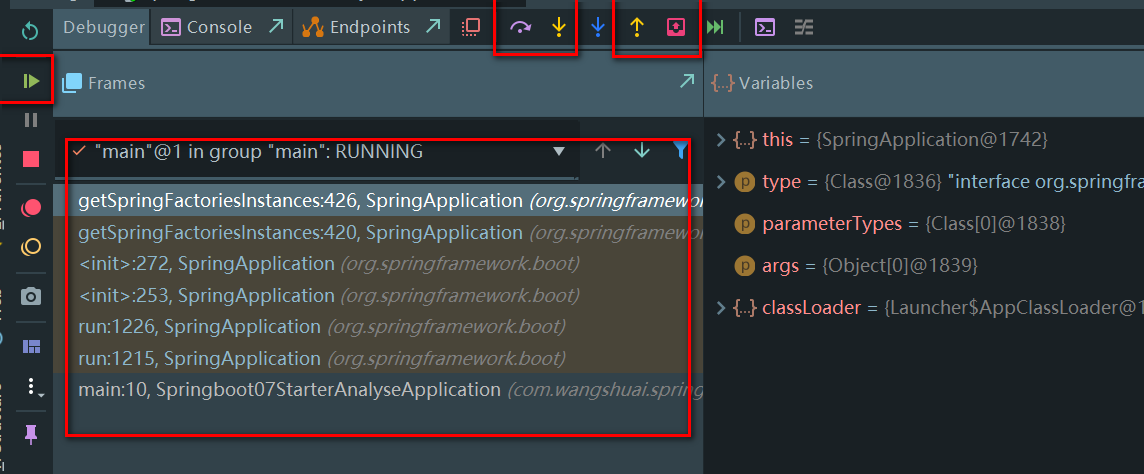 Debugger Console Endpoints
Frames
Variables
"main"@1 in group "main": RUNNING
getSpringFactoriesInstances:426, SpringApplication (org.springframework
getSpringFactoriesInstances:420, SpringApplication (org.springframework
<init>:272, SpringApplication (org.springframework.boot)
<init>:253, SpringApplication (org.springframework.boot)
run:1226, SpringApplication (org.springframework.boot)
run:1215, SpringApplication (org.springframework.boot)
main:10, Springboot07StarterAnalyseApplication (com.wangshuai.spring
{...} this = {SpringApplication@1742}
p type = {Class@1836} "interface org.springfra
p parameterTypes = {Class[0]@1838}
p args = {Object[0]@1839}
{...} classLoader = {Launcher$AppClassLoader@1